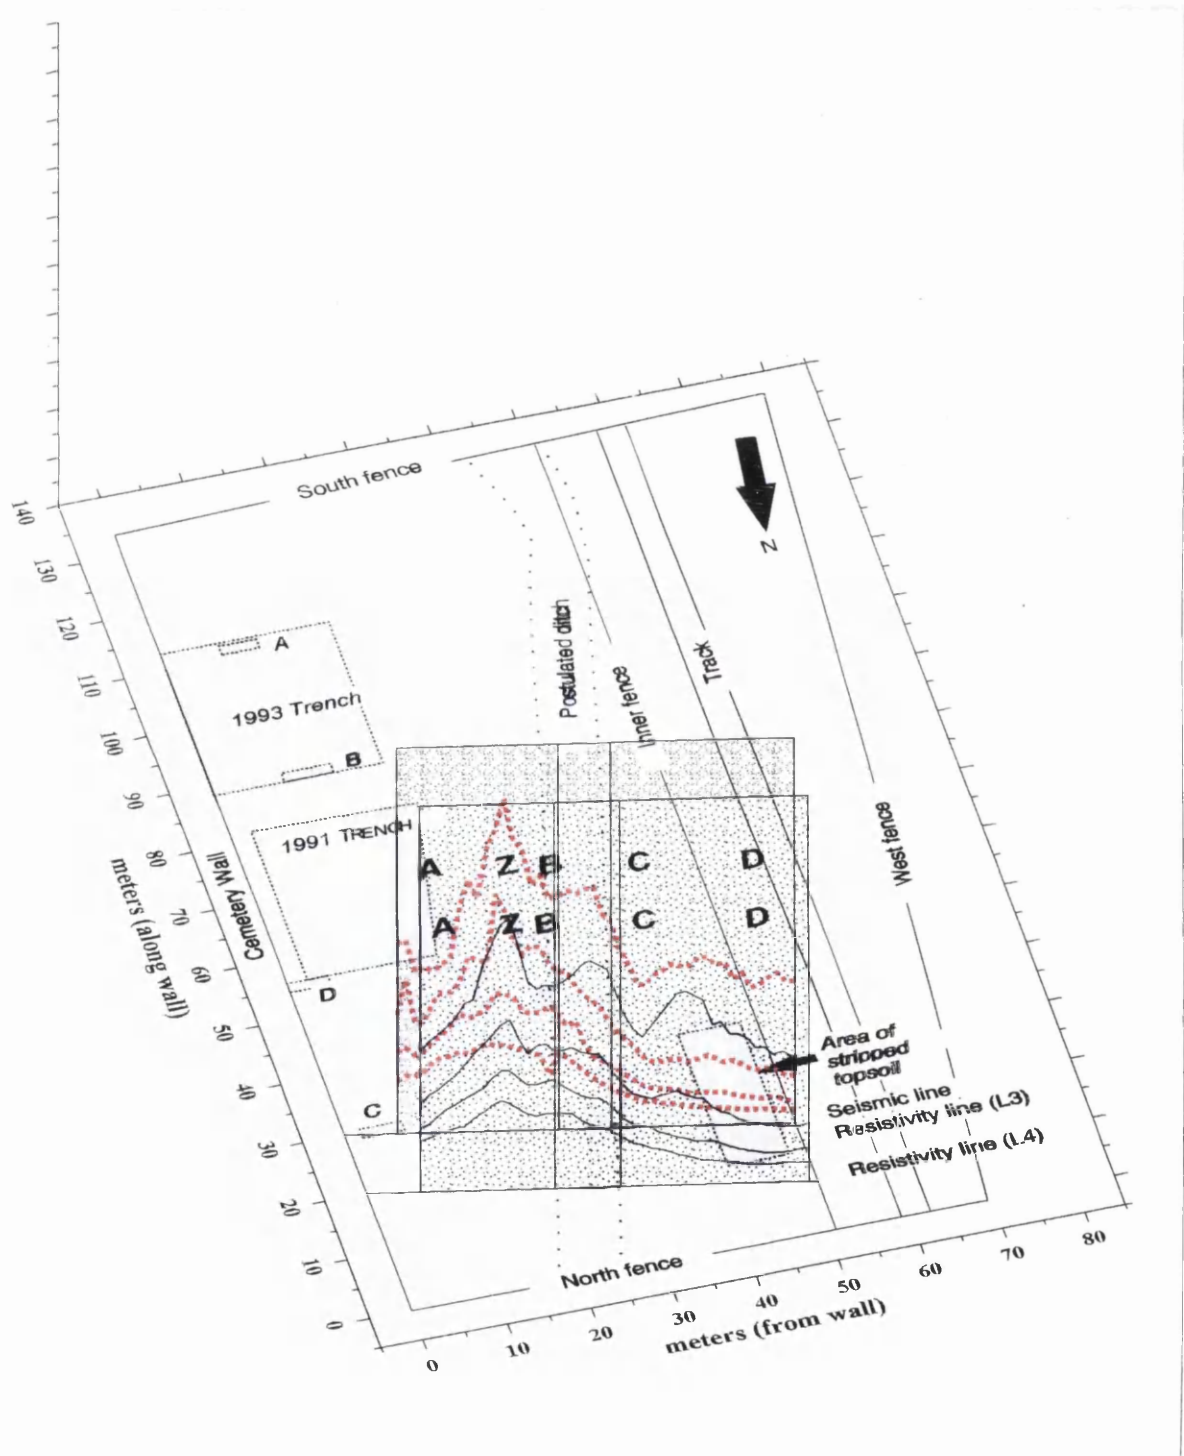 South fence
140
130
120
110
100
90
80
70
60
50
40
30
20
10
0
meters (along wall)
Z
A
1993 Trench
B
1991 TRENCH
Cemetery Wall
Postulated ditch
Inner fence
Track
West fence
A Z B C D
A Z B C D
D
C
Area of
stripped
topsoil
Seismic line
Resistivity line (L3)
Resistivity line (L4)
North fence
0 10 20 30 40 50 60 70 80
meters (from wall)